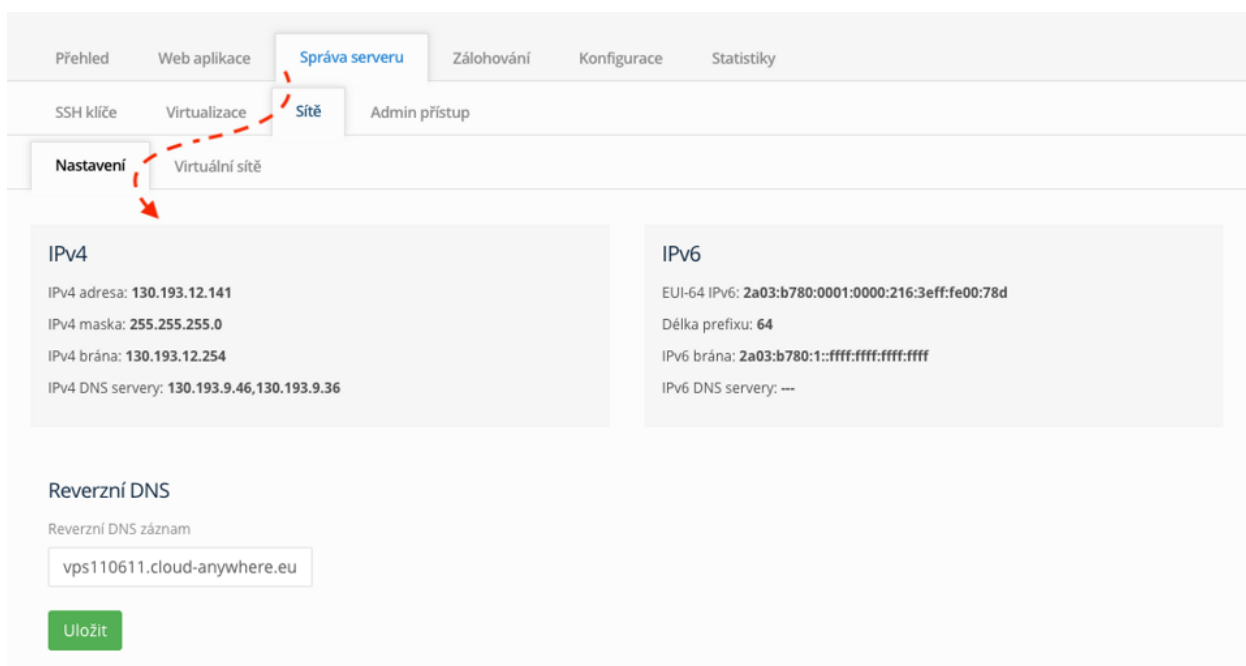 Přehled Web aplikace Správa serveru Zálohování Konfigurace Statistiky
SSH klíče Virtualizace Sítě Admin přístup
Nastavení Virtuální sítě
IPv4
IPv4 adresa: 130.193.12.141
IPv4 maska: 255.255.255.0
IPv4 brána: 130.193.12.254
IPv4 DNS servery: 130.193.9.46,130.193.9.36
IPv6
EUI-64 IPv6: 2a03:b780:0001:0000:216:3eff:fe00:78d
Délka prefixu: 64
IPv6 brána: 2a03:b780:1::ffff:ffff:ffff:ffff
IPv6 DNS servery: ---
Reverzní DNS
Reverzní DNS záznam
vps110611.cloud-anywhere.eu
Uložit